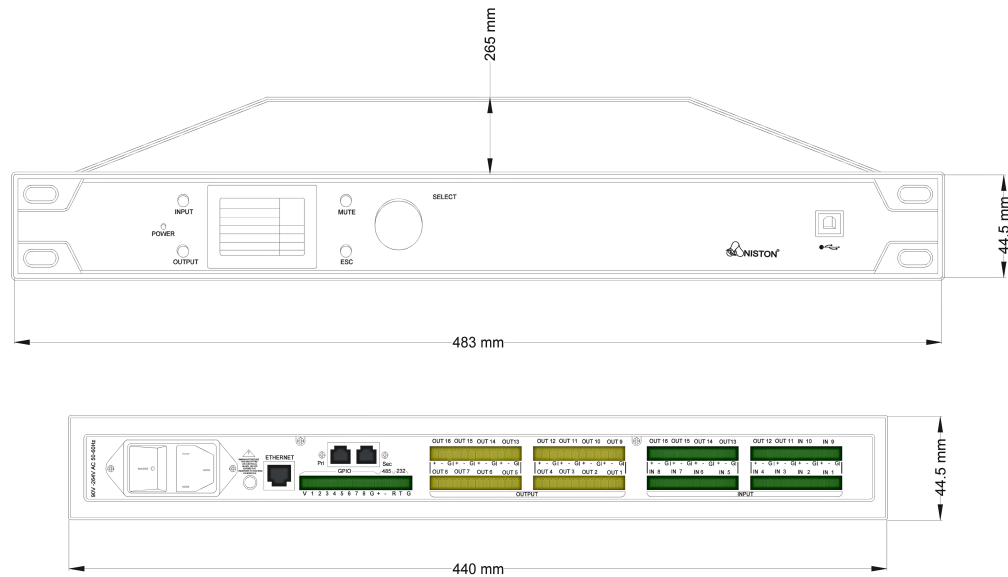 265 mm
INPUT
MUTE
SELECT
POWER
OUTPUT
ESC
NISTON®
44.5 mm
483 mm
90V -264V AC 50-60Hz
ETHERNET
Pri
Sec
GPIO
485
232
V 1 2 3 4 5 6 7 8 G + - R T G
OUT 16 OUT 15 OUT 14 OUT13
OUT 12 OUT 11 OUT 10 OUT 9
OUT 16 OUT 15 OUT 14 OUT13
OUT 12 OUT 11 IN 10 IN 9
+ - G + - G + - G + - G
+ - G + - G + - G + - G
+ - G + - G + - G + - G
+ - G + - G + - G + - G
OUT 8 OUT 7 OUT 6 OUT 5
OUT 4 OUT 3 OUT 2 OUT 1
IN 8 IN 7 IN 6 IN 5
IN 4 IN 3 IN 2 IN 1
OUTPUT
INPUT
44.5 mm
440 mm